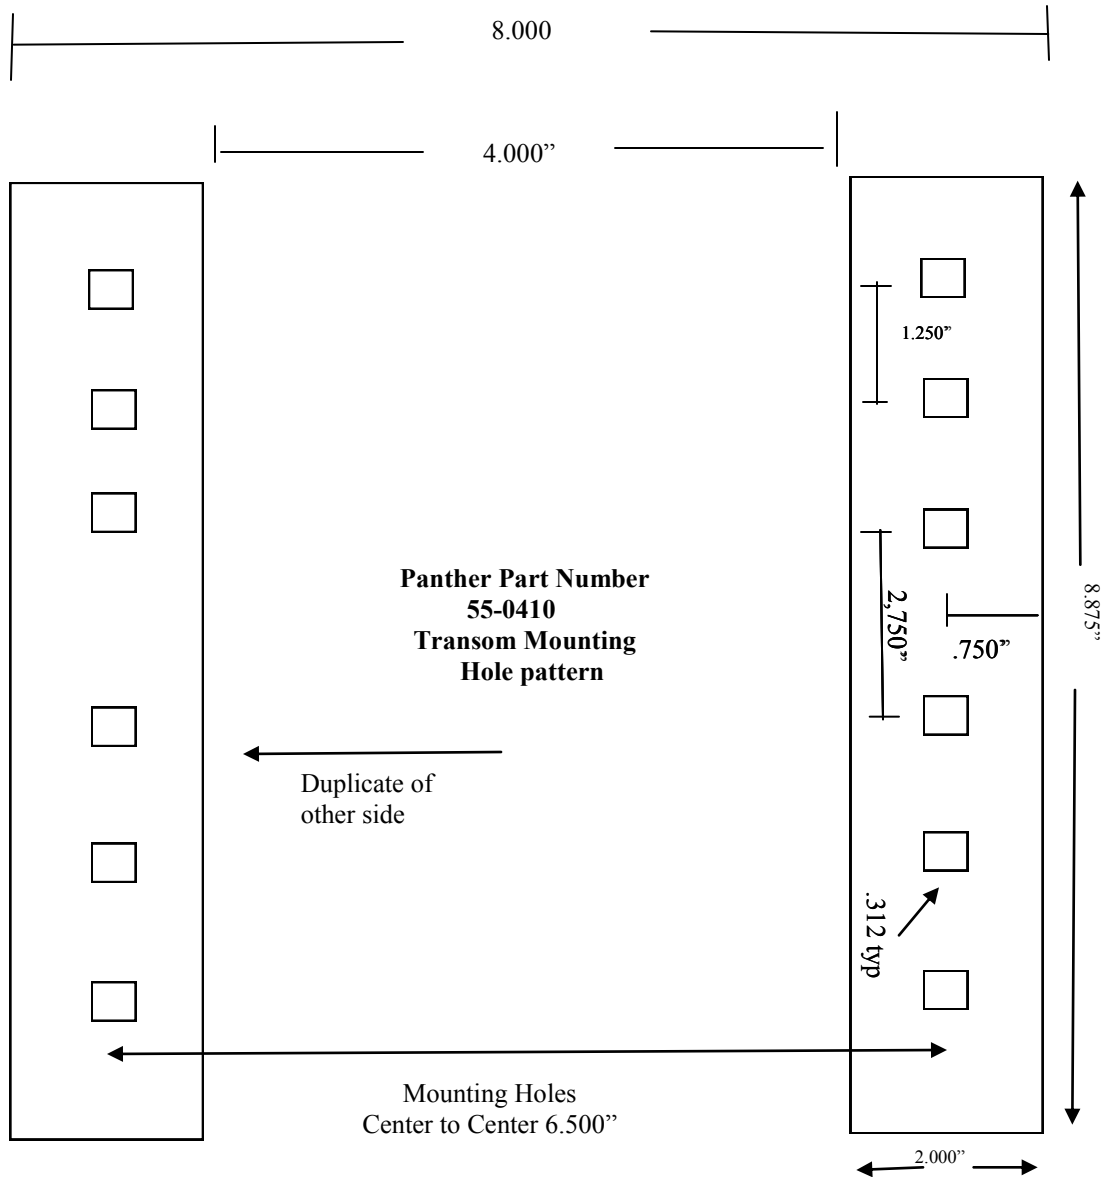 8.000
4.000”
1.250”
Panther Part Number
55-0410
Transom Mounting
Hole pattern
2,750”
.750”
8.875”
Duplicate of
other side
.312 typ
Mounting Holes
Center to Center 6.500”
2.000”